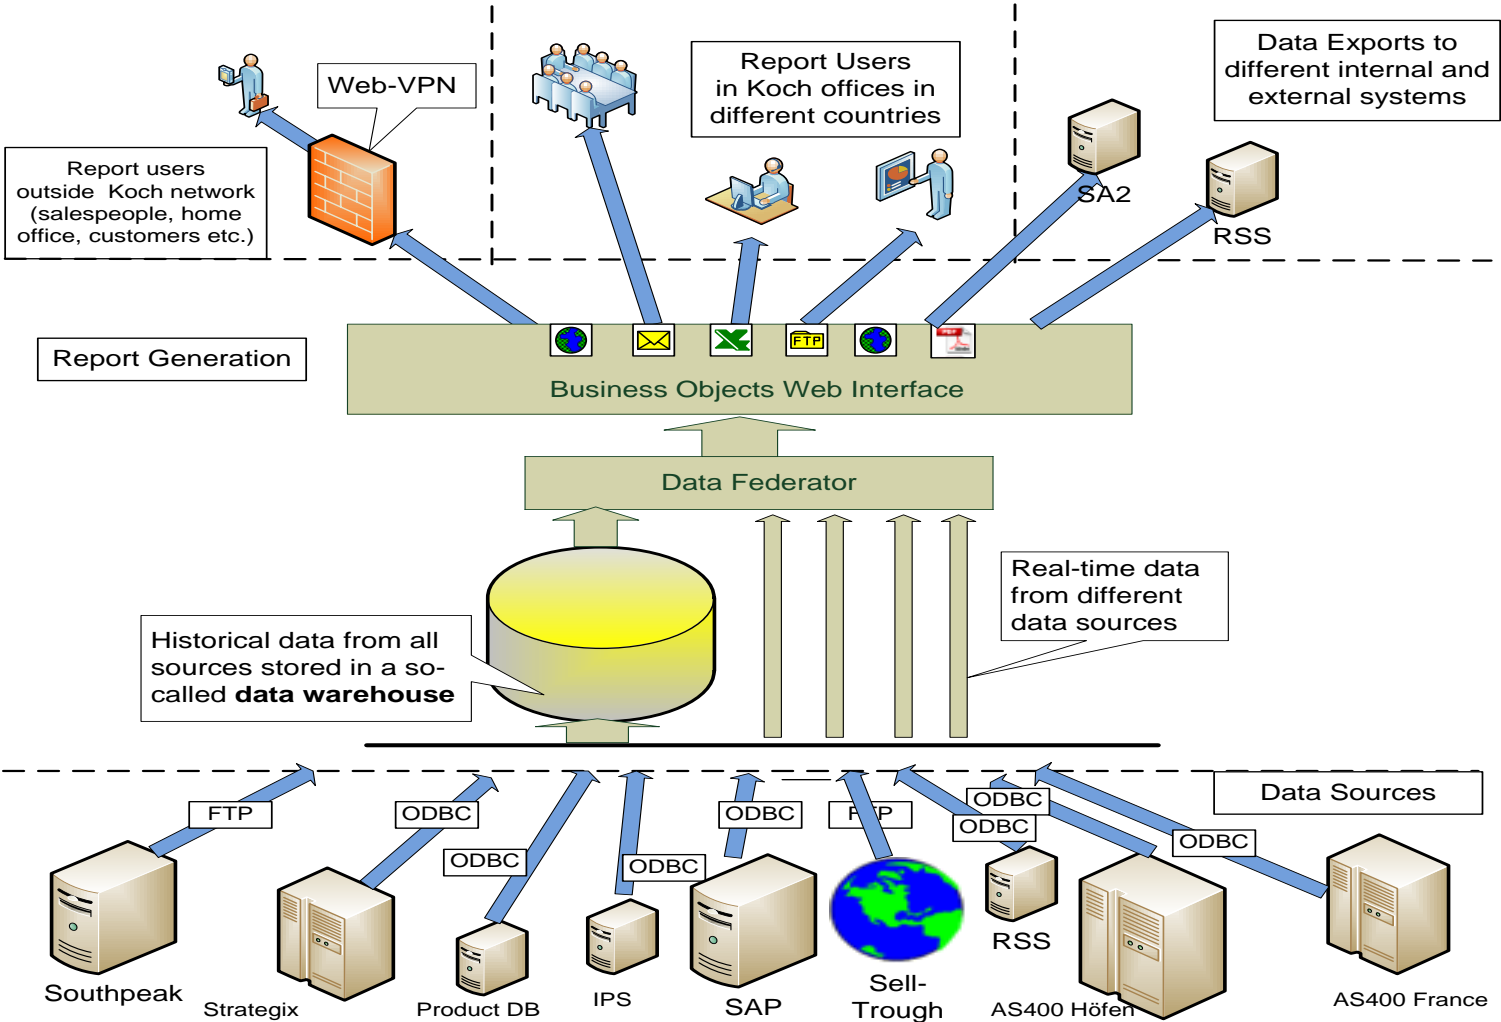 Web-VPN
Report users
outside Koch network
(salespeople, home
office, customers etc.)
Report Users
in Koch offices in
different countries
Data Exports to
different internal and
external systems
SA2
RSS
Report Generation
FTP
PDF
Business Objects Web Interface
Data Federator
Historical data from all
sources stored in a so-
called data warehouse
Real-time data
from different
data sources
Data Sources
FTP
ODBC
ODBC
ODBC
ODBC
FTP
ODBC
ODBC
ODBC
Southpeak
Strategix
Product DB
IPS
SAP
Sell-
Trough
RSS
AS400 Höfen
AS400 France